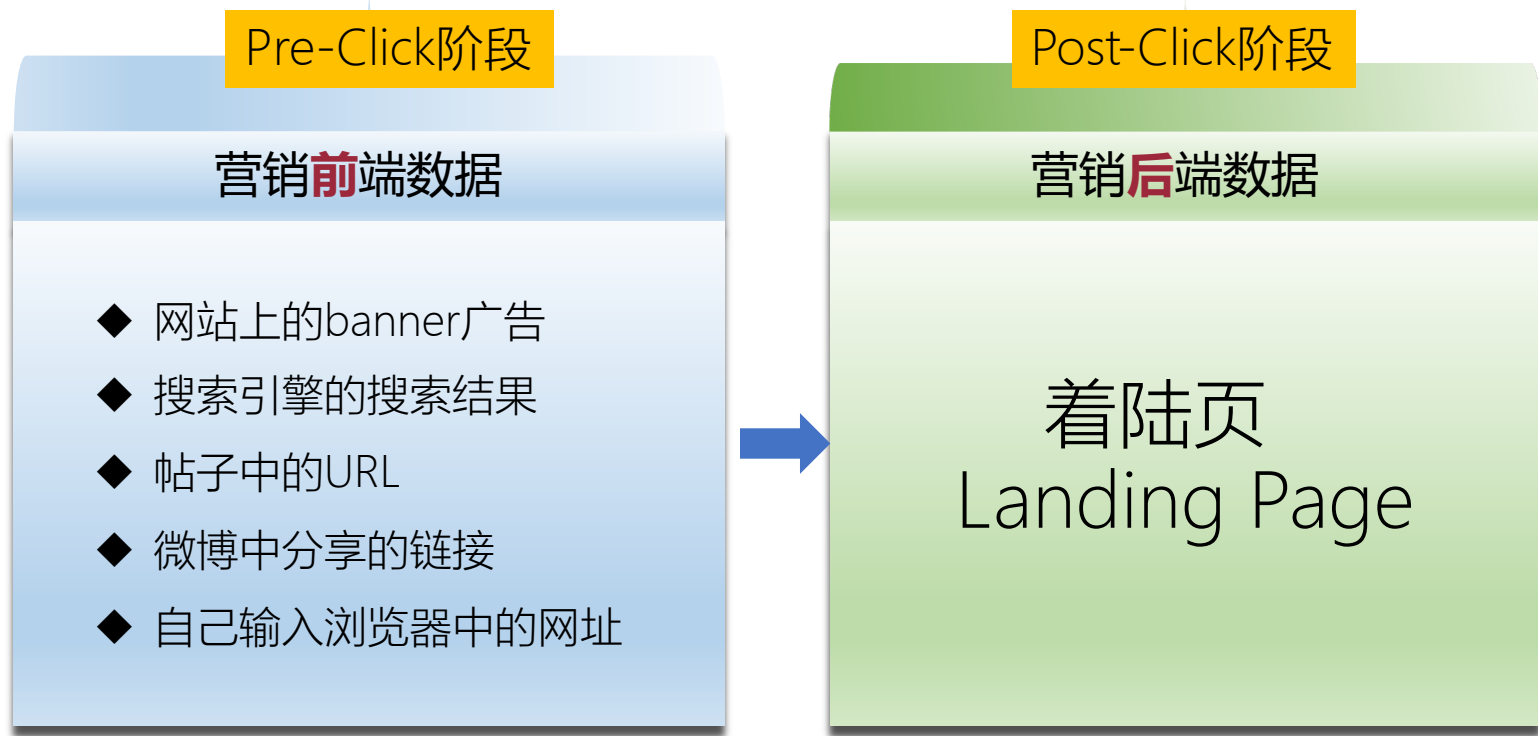 Pre-Click阶段
营销前端数据
◆ 网站上的banner广告
◆ 搜索引擎的搜索结果
◆ 帖子中的URL
◆ 微博中分享的链接
◆ 自己输入浏览器中的网址
Post-Click阶段
营销后端数据
着陆页
Landing Page